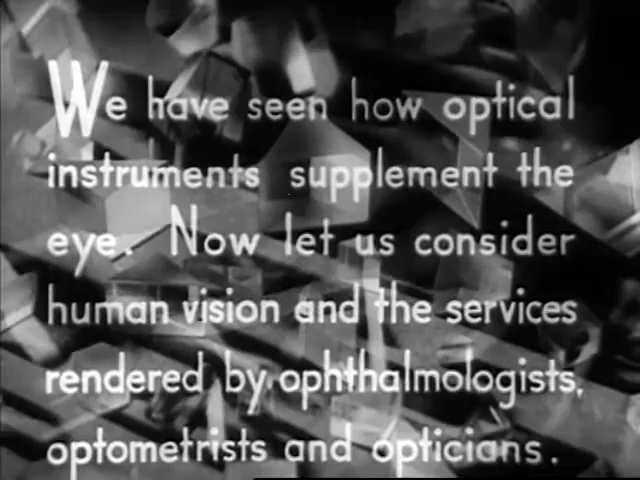 We have seen how optical
instruments supplement the
eye. Now let us consider
human vision and the services
rendered by ophthalmologists,
optometrists and opticians.